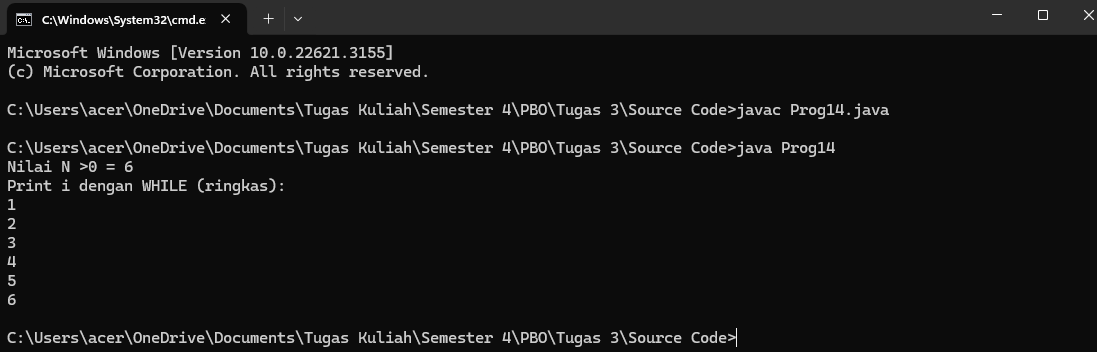 C:\Windows\System32\cmd.e:
Microsoft Windows [Version 10.0.22621.3155]
(c) Microsoft Corporation. All rights reserved.
C:\Users\acer\OneDrive\Documents\Tugas Kuliah\Semester 4\PBO\Tugas 3\Source Code>javac Prog14.java
C:\Users\acer\OneDrive\Documents\Tugas Kuliah\Semester 4\PBO\Tugas 3\Source Code>java Prog14
Nilai N >0 = 6
Print i dengan WHILE (ringkas):
1
2
3
4
5
6
C:\Users\acer\OneDrive\Documents\Tugas Kuliah\Semester 4\PBO\Tugas 3\Source Code>